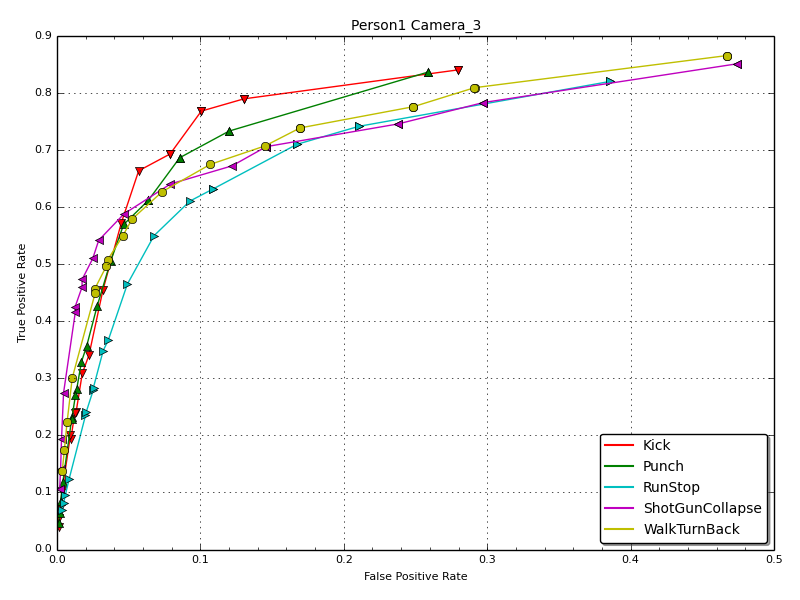 Person1 Camera_3
True Positive Rate
0.9
0.8
0.7
0.6
0.5
0.4
0.3
0.2
0.1
0.0
Kick
Punch
RunStop
ShotGunCollapse
WalkTurnBack
0.0 0.1 0.2 0.3 0.4 0.5
False Positive Rate